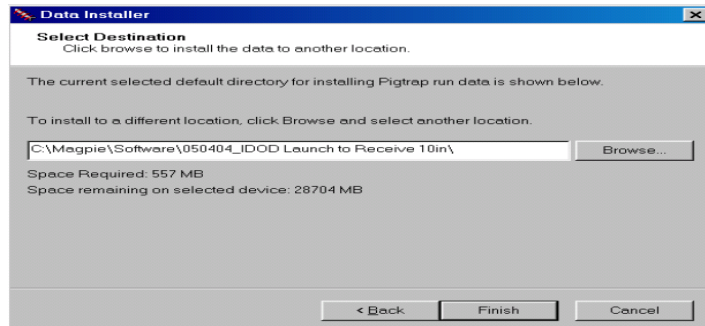 Data Installer
Select Destination
Click browse to install the data to another location.
The current selected default directory for installing Pigtrap run data is shown below.
To install to a different location, click Browse and select another location.
C:\Magpie\Software\050404_IDOD Launch to Receive 10in\
Browse...
Space Required: 557 MB
Space remaining on selected device: 28704 MB
< Back
Finish
Cancel